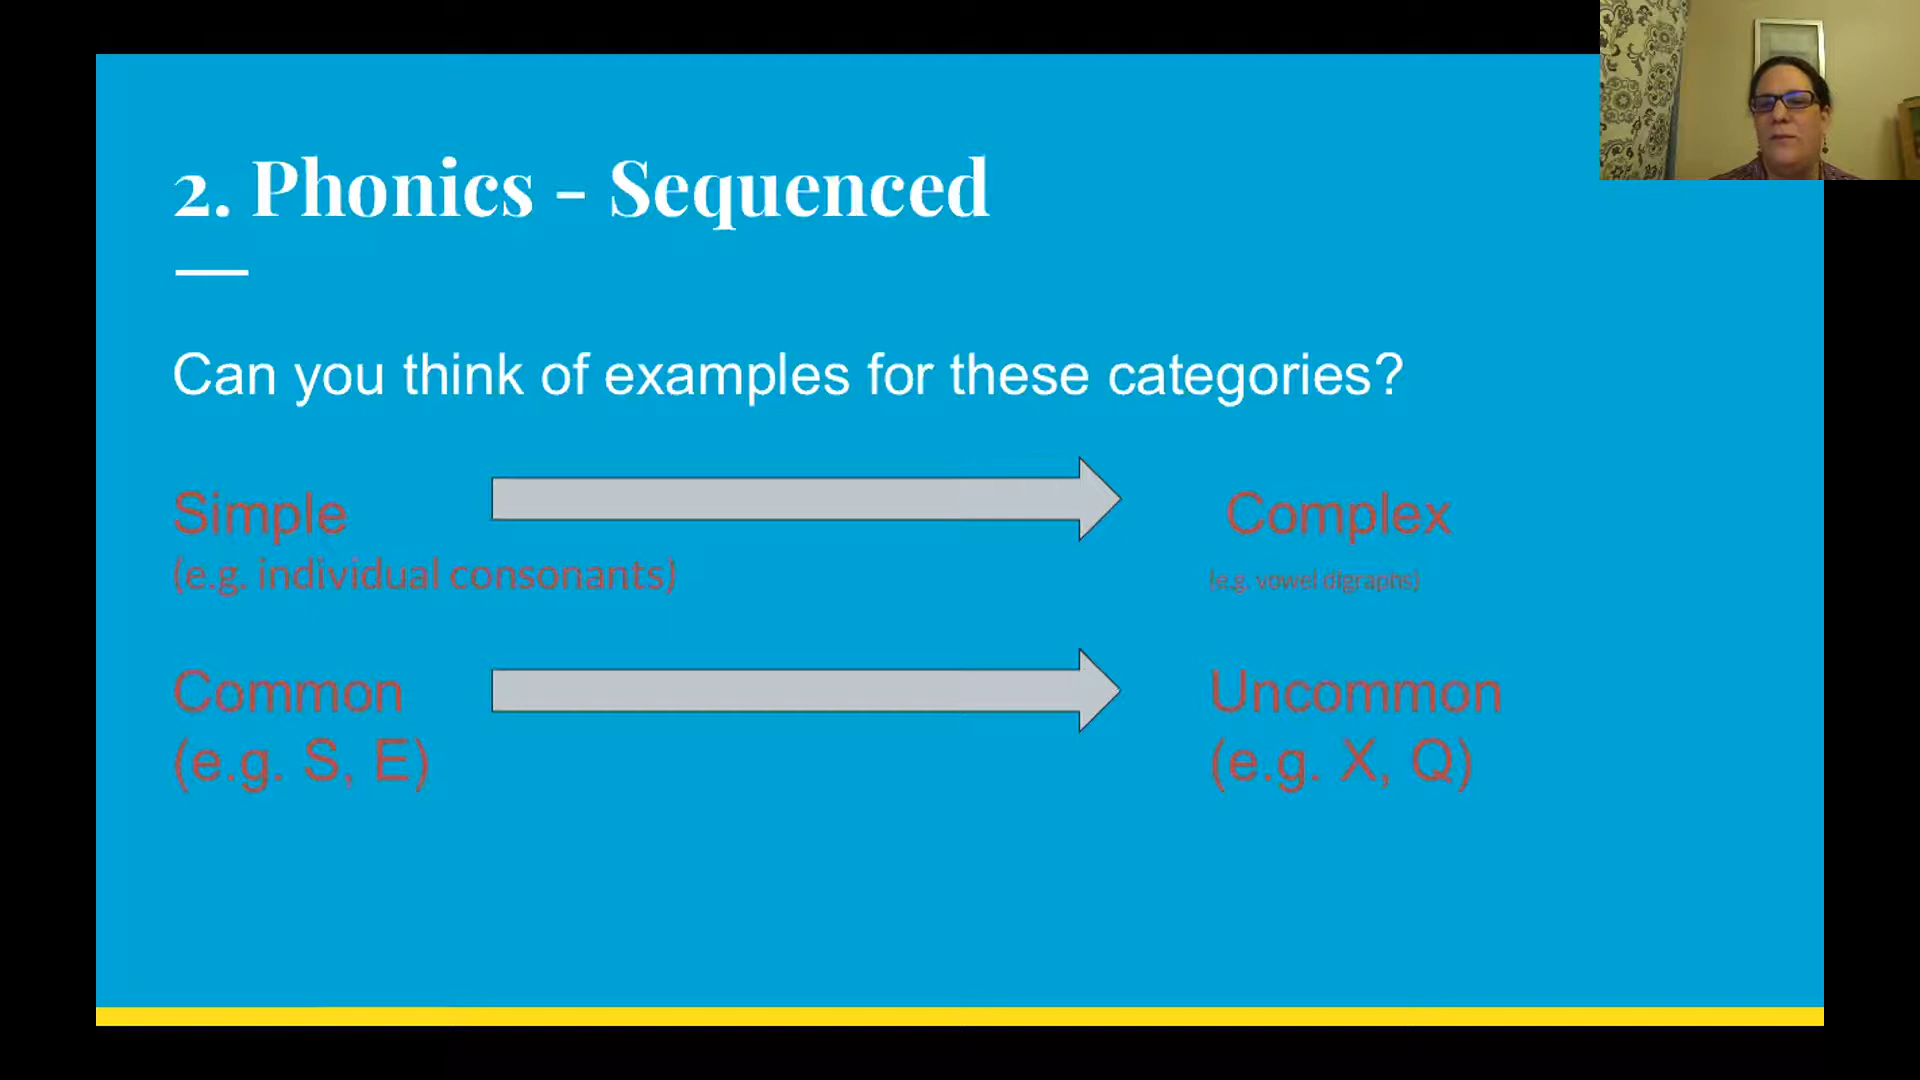 2. Phonics - Sequenced
Can you think of examples for these categories?
Simple
Complex
(e.g. individual consonants)
(e.g. vowel digraphs)
Common
Uncommon
(e.g. S, E)
(e.g. X, Q)